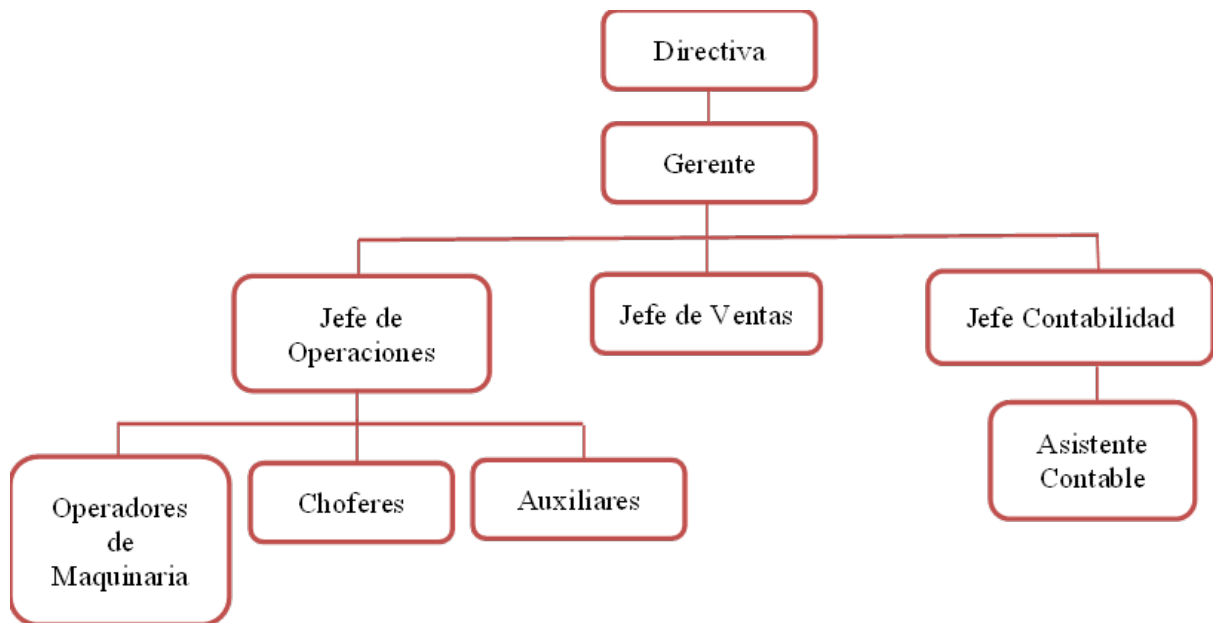 Directiva
Gerente
Jefe de
Operaciones
Jefe de Ventas
Jefe Contabilidad
Operadores
de
Maquinaria
Choferes
Auxiliares
Asistente
Contable